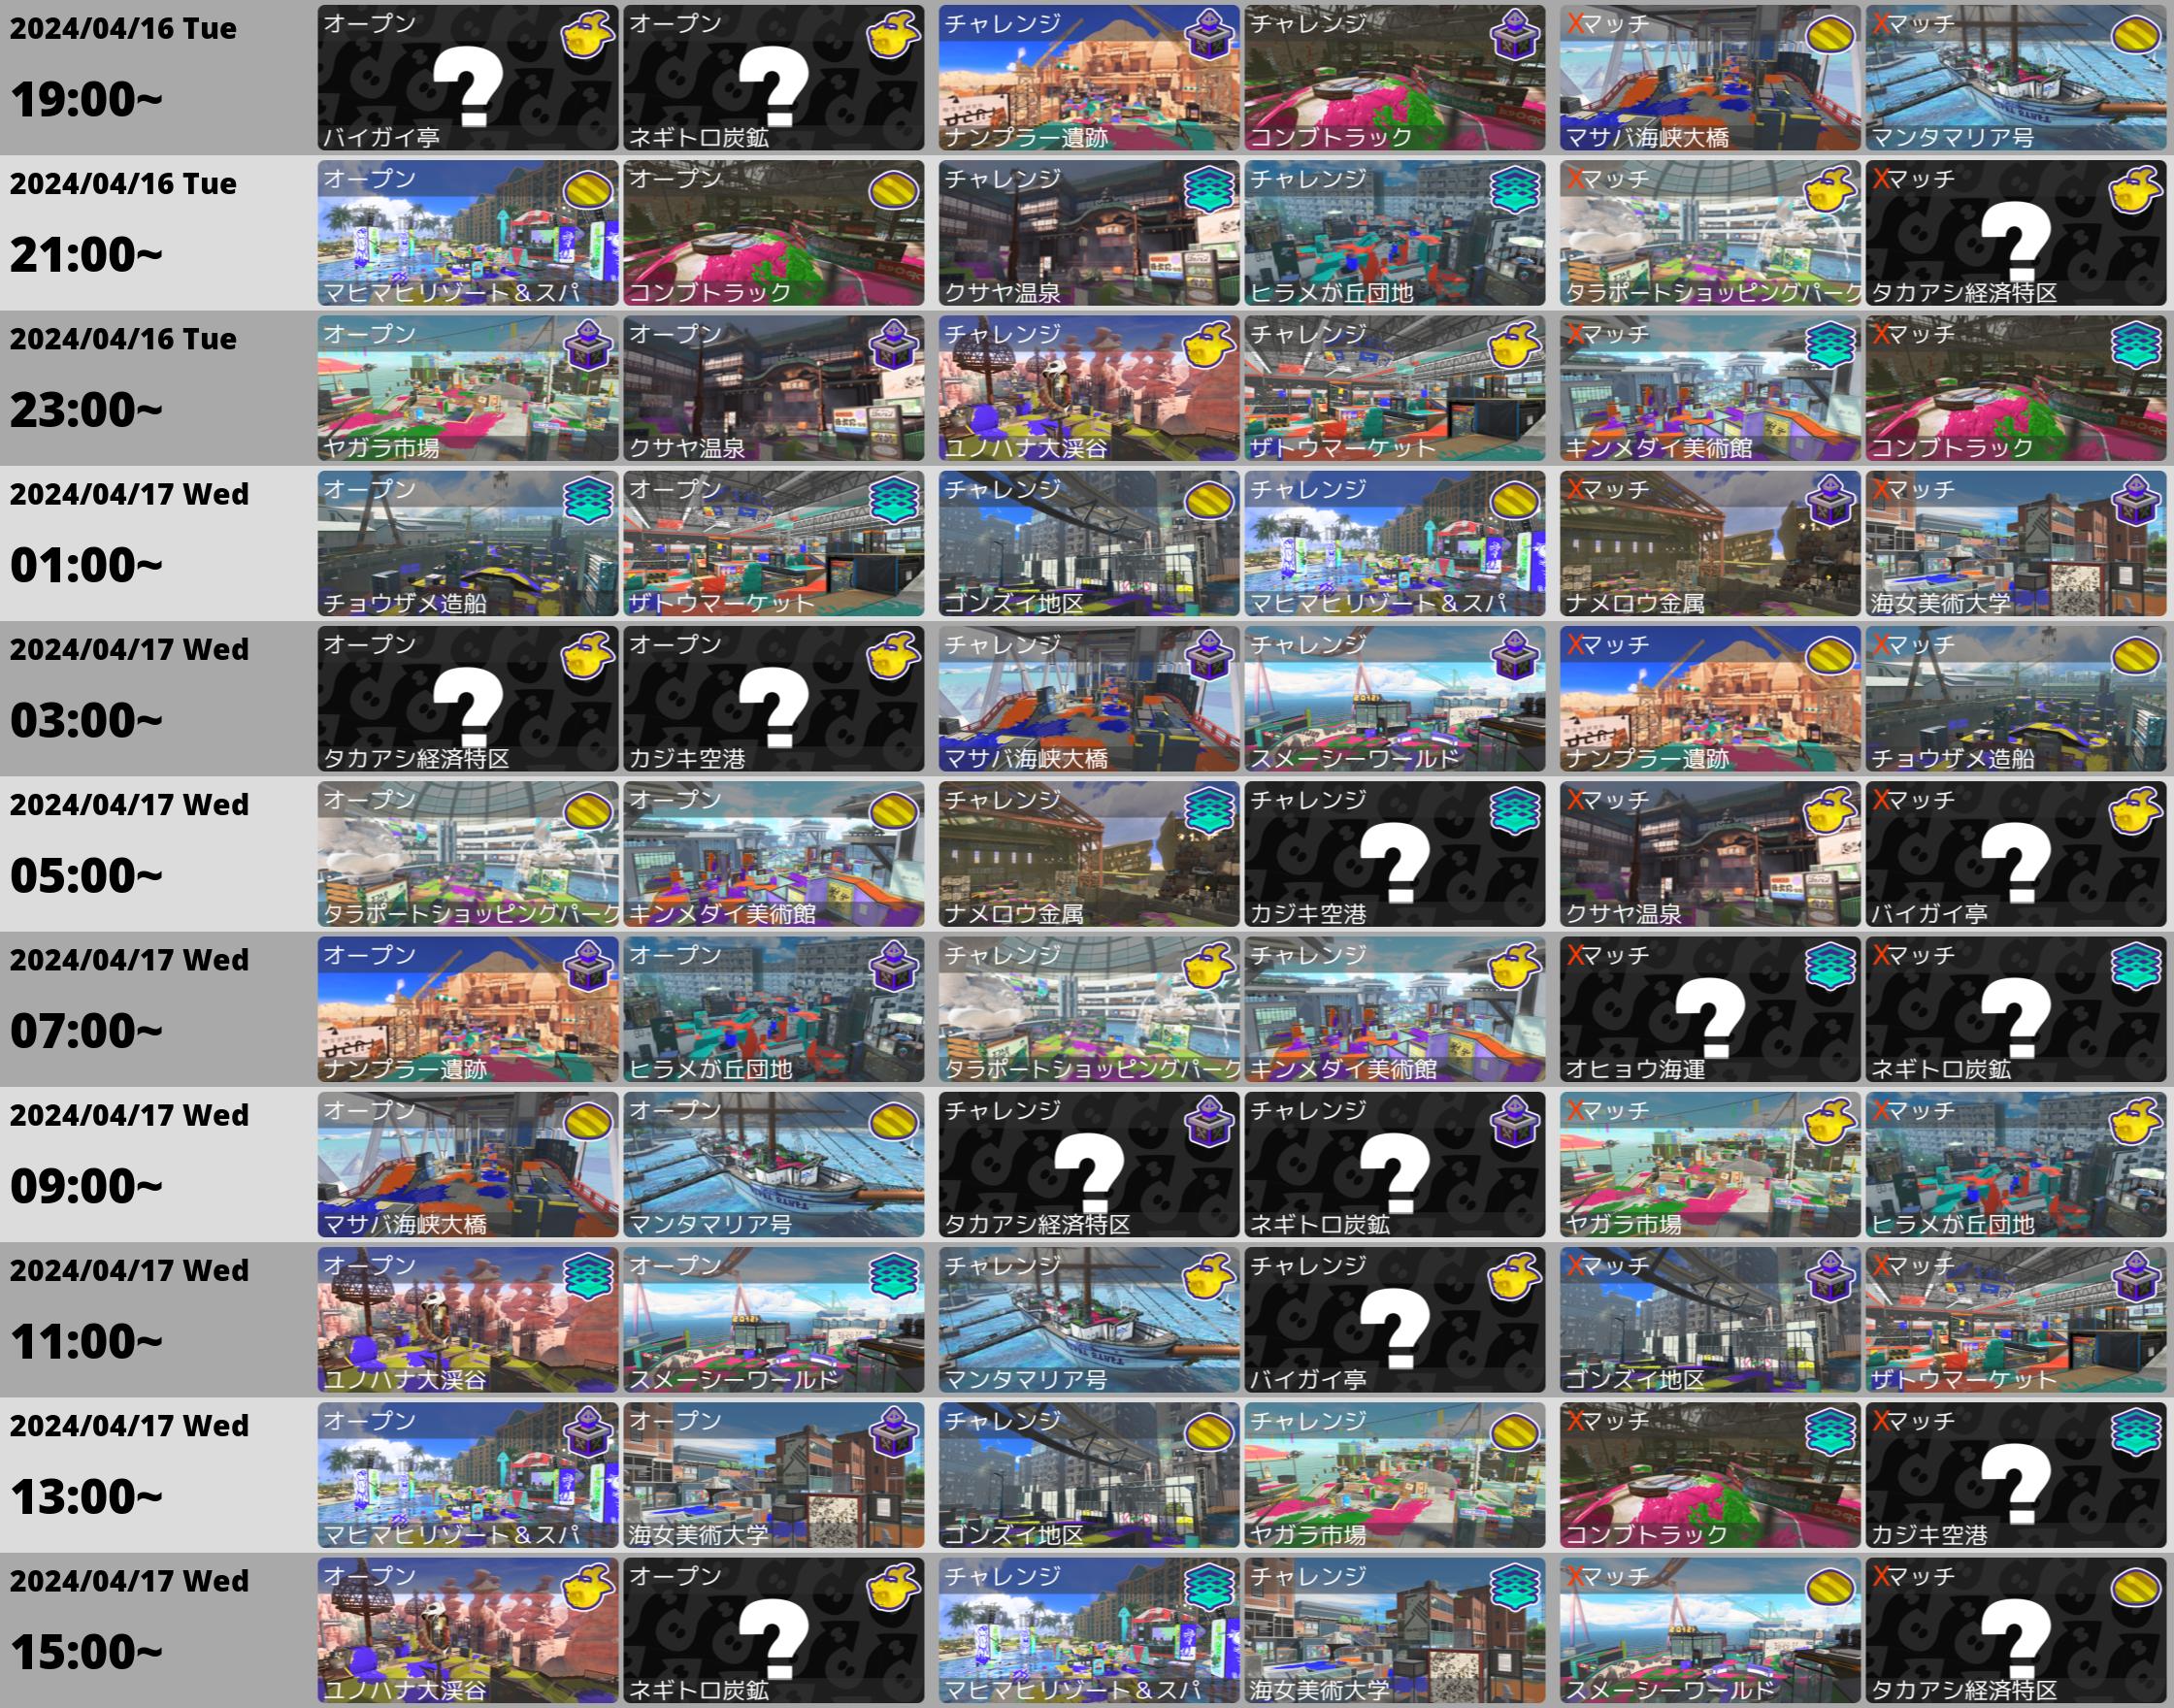 2024/04/16 Tue
19:00~
オープン
バイガイ亭
オープン
ネギトロ炭鉱
チャレンジ
ナンプラー遺跡
チャレンジ
コンブトラック
Xマッチ
マサバ海峡大橋
Xマッチ
マンタマリア号
2024/04/16 Tue
21:00~
オープン
マヒマヒリゾート＆スパ
オープン
コンブトラック
チャレンジ
クサヤ温泉
チャレンジ
ヒラメが丘団地
Xマッチ
タラポートショッピングパーク
Xマッチ
タカアシ経済特区
2024/04/16 Tue
23:00~
オープン
ヤガラ市場
オープン
クサヤ温泉
チャレンジ
ユノハナ大渓谷
チャレンジ
ザトウマーケット
Xマッチ
キンメダイ美術館
Xマッチ
コンブトラック
2024/04/17 Wed
01:00~
オープン
チョウザメ造船
オープン
ザトウマーケット
チャレンジ
ゴンズイ地区
チャレンジ
マヒマヒリゾート＆スパ
Xマッチ
ナメロウ金属
Xマッチ
海女美術大学
2024/04/17 Wed
03:00~
オープン
タカアシ経済特区
オープン
カジキ空港
チャレンジ
マサバ海峡大橋
チャレンジ
スメーシーワールド
Xマッチ
ナンプラー遺跡
Xマッチ
チョウザメ造船
2024/04/17 Wed
05:00~
オープン
タラポートショッピングパーク
オープン
キンメダイ美術館
チャレンジ
ナメロウ金属
チャレンジ
カジキ空港
Xマッチ
クサヤ温泉
Xマッチ
バイガイ亭
2024/04/17 Wed
07:00~
オープン
ナンプラー遺跡
オープン
ヒラメが丘団地
チャレンジ
タラポートショッピングパーク
チャレンジ
キンメダイ美術館
Xマッチ
オヒョウ海運
Xマッチ
ネギトロ炭鉱
2024/04/17 Wed
09:00~
オープン
マサバ海峡大橋
オープン
マンタマリア号
チャレンジ
タカアシ経済特区
チャレンジ
ネギトロ炭鉱
Xマッチ
ヤガラ市場
Xマッチ
ヒラメが丘団地
2024/04/17 Wed
11:00~
オープン
ユノハナ大渓谷
オープン
スメーシーワールド
チャレンジ
マンタマリア号
チャレンジ
バイガイ亭
Xマッチ
ゴンズイ地区
Xマッチ
ザトウマーケット
2024/04/17 Wed
13:00~
オープン
マヒマヒリゾート＆スパ
オープン
海女美術大学
チャレンジ
ゴンズイ地区
チャレンジ
ヤガラ市場
Xマッチ
コンブトラック
Xマッチ
カジキ空港
2024/04/17 Wed
15:00~
オープン
ユノハナ大渓谷
オープン
ネギトロ炭鉱
チャレンジ
マヒマヒリゾート＆スパ
チャレンジ
海女美術大学
Xマッチ
スメーシーワールド
Xマッチ
タカアシ経済特区